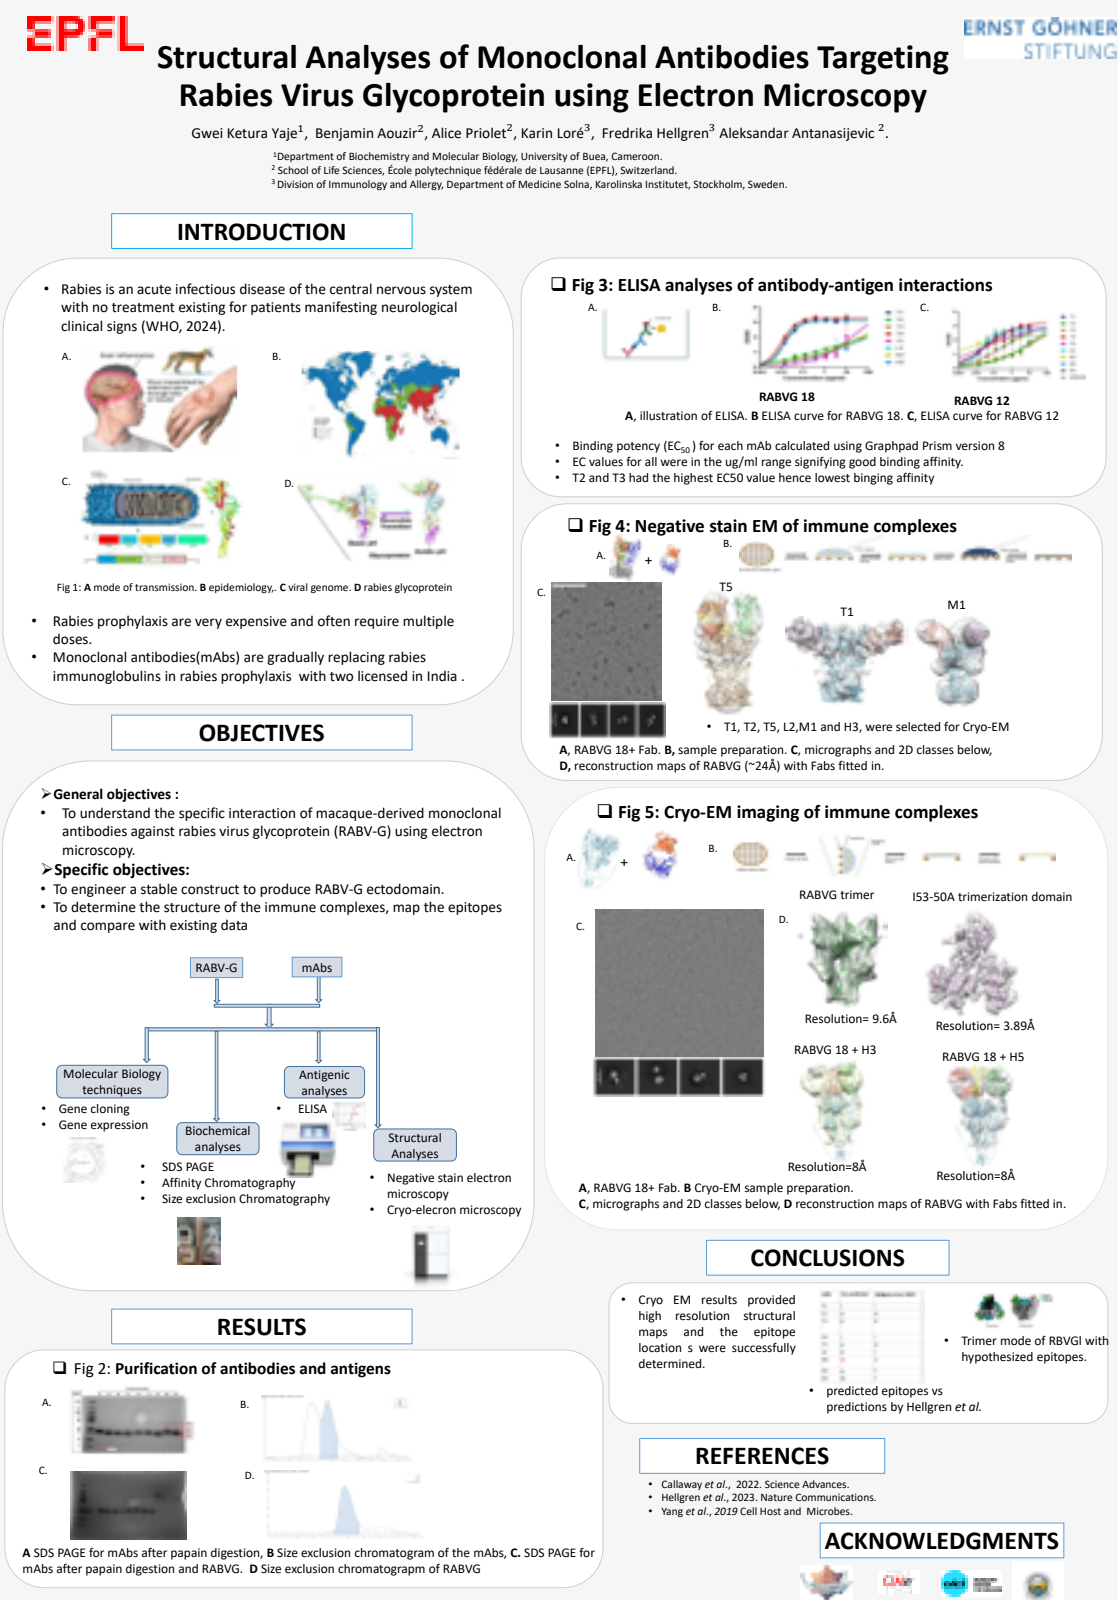 EPFL
ERNST GÖHNER
STIFTUNG
Structural Analyses of Monoclonal Antibodies Targeting
Rabies Virus Glycoprotein using Electron Microscopy
Gwei Ketura Yaje¹, Benjamin Aouzir², Alice Priolet², Karin Loré³, Fredrika Hellgren³ Aleksandar Antanasijevic ².
¹Department of Biochemistry and Molecular Biology, University of Buea, Cameroon.
² School of Life Sciences, École polytechnique fédérale de Lausanne (EPFL), Switzerland.
³ Division of Immunology and Allergy, Department of Medicine Solna, Karolinska Institutet, Stockholm, Sweden.
INTRODUCTION
• Rabies is an acute infectious disease of the central nervous system
with no treatment existing for patients manifesting neurological
clinical signs (WHO, 2024).
A.
B.
C.
D.
Fig 1: A mode of transmission. B epidemiology,. C viral genome. D rabies glycoprotein
• Rabies prophylaxis are very expensive and often require multiple
doses.
• Monoclonal antibodies(mAbs) are gradually replacing rabies
immunoglobulins in rabies prophylaxis with two licensed in India .
OBJECTIVES
➢General objectives :
• To understand the specific interaction of macaque-derived monoclonal
antibodies against rabies virus glycoprotein (RABV-G) using electron
microscopy.
➢Specific objectives:
• To engineer a stable construct to produce RABV-G ectodomain.
• To determine the structure of the immune complexes, map the epitopes
and compare with existing data
RABV-G
mAbs
Molecular Biology
techniques
• Gene cloning
• Gene expression
Biochemical
analyses
• SDS PAGE
• Affinity Chromatography
• Size exclusion Chromatography
Antigenic
analyses
• ELISA
Structural
Analyses
• Negative stain electron
microscopy
• Cryo-elecron microscopy
RESULTS
❑ Fig 2: Purification of antibodies and antigens
A.
B.
C.
D.
A SDS PAGE for mAbs after papain digestion, B Size exclusion chromatogram of the mAbs, C. SDS PAGE for
mAbs after papain digestion and RABVG. D Size exclusion chromatograpm of RABVG
❑ Fig 3: ELISA analyses of antibody-antigen interactions
A.
B.
C.
RABVG 18
RABVG 12
A, illustration of ELISA. B ELISA curve for RABVG 18. C, ELISA curve for RABVG 12
• Binding potency (EC₅₀ ) for each mAb calculated using Graphpad Prism version 8
• EC values for all were in the ug/ml range signifying good binding affinity.
• T2 and T3 had the highest EC50 value hence lowest binging affinity
❑ Fig 4: Negative stain EM of immune complexes
A.
+
B.
C.
T5
T1
M1
• T1, T2, T5, L2,M1 and H3, were selected for Cryo-EM
A, RABVG 18+ Fab. B, sample preparation. C, micrographs and 2D classes below,
D, reconstruction maps of RABVG (~24Å) with Fabs fitted in.
❑ Fig 5: Cryo-EM imaging of immune complexes
A.
+
B.
C.
D.
RABVG trimer
I53-50A trimerization domain
Resolution= 9.6Å
Resolution= 3.89Å
RABVG 18 + H3
RABVG 18 + H5
Resolution=8Å
Resolution=8Å
A, RABVG 18+ Fab. B Cryo-EM sample preparation.
C, micrographs and 2D classes below, D reconstruction maps of RABVG with Fabs fitted in.
CONCLUSIONS
• Cryo EM results provided
high resolution structural
maps and the epitope
location s were successfully
determined.
• predicted epitopes vs
predictions by Hellgren et al.
• Trimer mode of RBVGl with
hypothesized epitopes.
REFERENCES
• Callaway et al., 2022. Science Advances.
• Hellgren et al., 2023. Nature Communications.
• Yang et al., 2019 Cell Host and Microbes.
ACKNOWLEDGMENTS